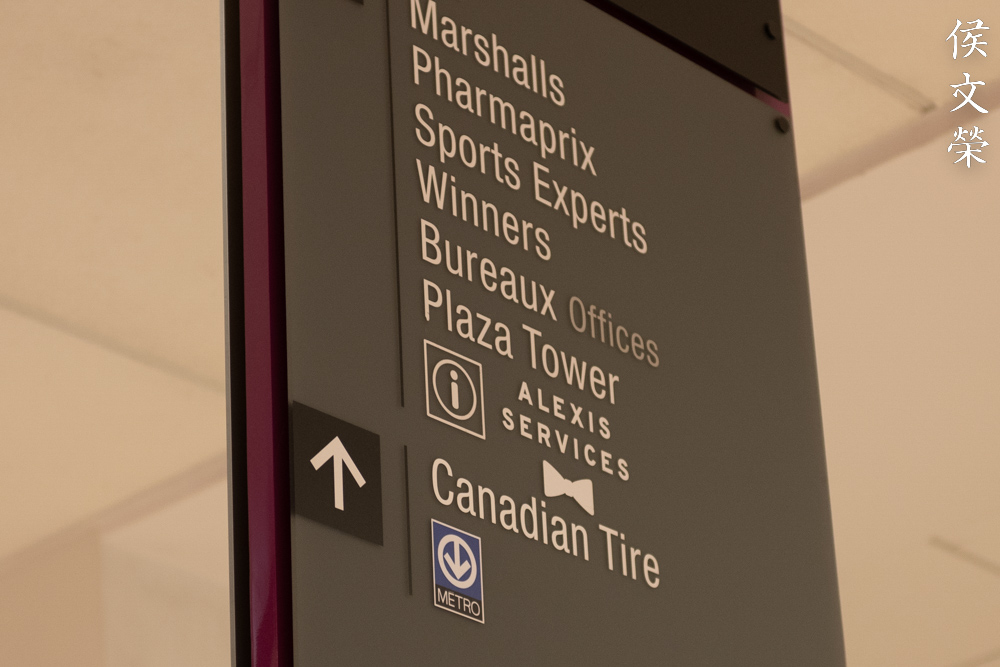 Marshalls
Pharmaprix
Sports Experts
Winners
Bureaux Offices
Plaza Tower
i
ALEXIS
SERVICES
Canadian Tire
METRO
侯文榮